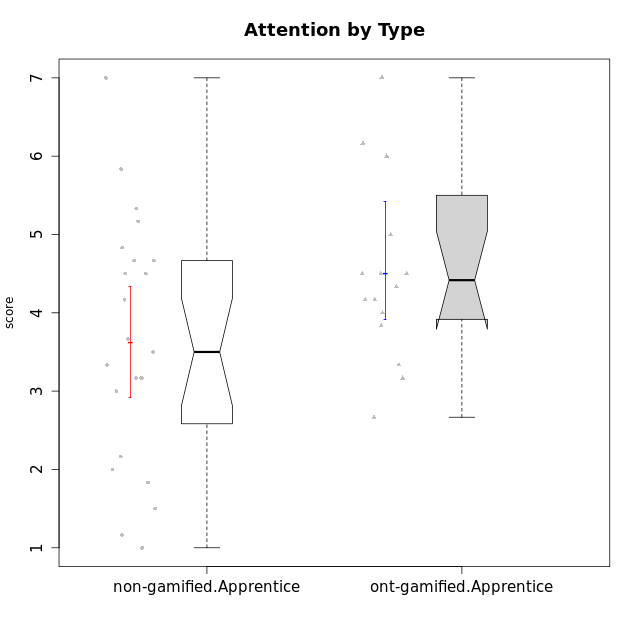 Attention by Type
score
7
6
5
4
3
2
1
non-gamified.Apprentice
ont-gamified.Apprentice